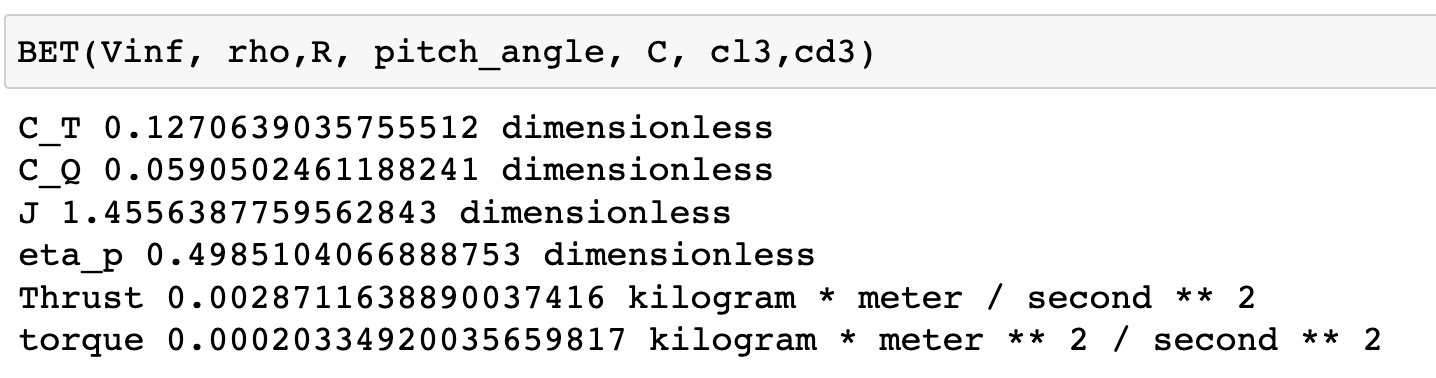 BET(Vinf, rho,R, pitch_angle, C, cl3,cd3)
C_T 0.1270639035755512 dimensionless
C_Q 0.0590502461188241 dimensionless
J 1.4556387759562843 dimensionless
eta_p 0.4985104066888753 dimensionless
Thrust 0.0028711638890037416 kilogram * meter / second ** 2
torque 0.00020334920035659817 kilogram * meter ** 2 / second ** 2